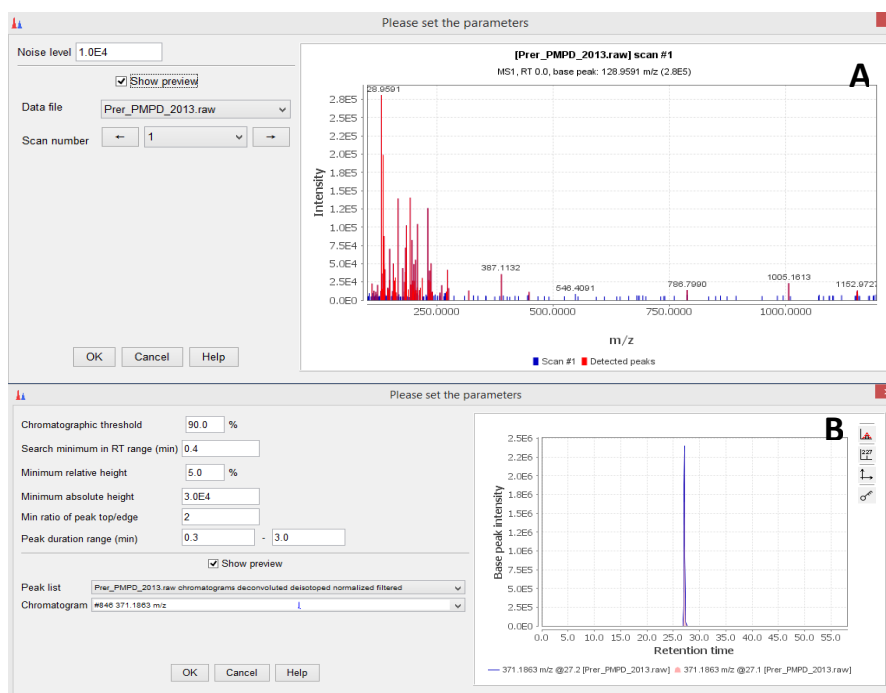 Please set the parameters
Noise level 1.0E4
Show preview
Data file Prer_PMPD_2013.raw
Scan number ← 1 →
OK Cancel Help
[Prer_PMPD_2013.raw] scan #1
MS1, RT 0.0, base peak: 128.9591 m/z (2.8E5)
A
28.9591
2.8E5
2.5E5
2.2E5
2.0E5
1.8E5
1.5E5
1.2E5
1.0E5
7.5E4
5.0E4
2.5E4
0.0E0
Intensity
387.1132
546.4091
786.7990
1005.1613
1152.972
250.0000 500.0000 750.0000 1000.0000
m/z
Scan #1 Detected peaks
Please set the parameters
Chromatographic threshold 90.0 %
Search minimum in RT range (min) 0.4
Minimum relative height 5.0 %
Minimum absolute height 3.0E4
Min ratio of peak top/edge 2
Peak duration range (min) 0.3 - 3.0
Show preview
Peak list Prer_PMPD_2013.raw chromatograms deconvoluted deisotoped normalized filtered
Chromatogram #846 371.1863 m/z
OK Cancel Help
B
2.5E6
2.2E6
2.0E6
1.8E6
1.5E6
1.2E6
1.0E6
7.5E5
5.0E5
2.5E5
0.0E0
Base peak intensity
0.0 5.0 10.0 15.0 20.0 25.0 30.0 35.0 40.0 45.0 50.0 55.0
Retention time
371.1863 m/z @27.2 [Prer_PMPD_2013.raw] 371.1863 m/z @27.1 [Prer_PMPD_2013.raw]
227